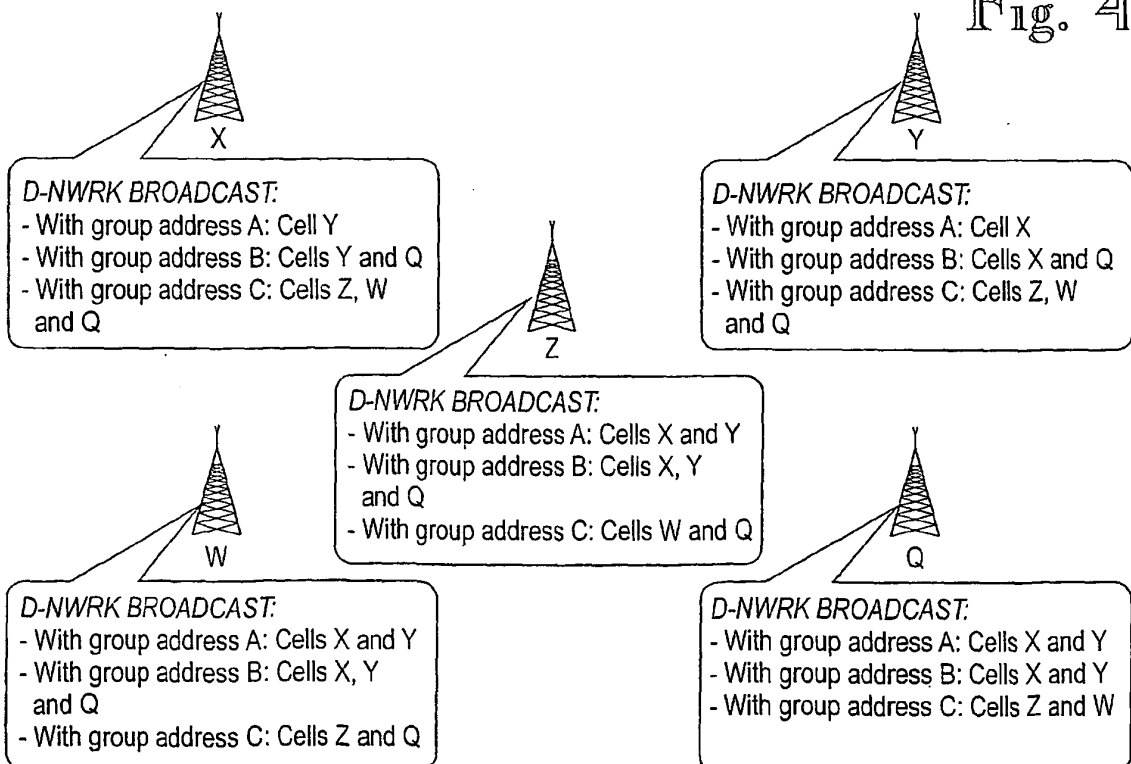 Fig. 4
X
D-NWRK BROADCAST:
- With group address A: Cell Y
- With group address B: Cells Y and Q
- With group address C: Cells Z, W
and Q
Y
D-NWRK BROADCAST:
- With group address A: Cell X
- With group address B: Cells X and Q
- With group address C: Cells Z, W
and Q
Z
D-NWRK BROADCAST:
- With group address A: Cells X and Y
- With group address B: Cells X, Y
and Q
- With group address C: Cells W and Q
W
D-NWRK BROADCAST:
- With group address A: Cells X and Y
- With group address B: Cells X, Y
and Q
- With group address C: Cells Z and Q
Q
D-NWRK BROADCAST:
- With group address A: Cells X and Y
- With group address B: Cells X and Y
- With group address C: Cells Z and W